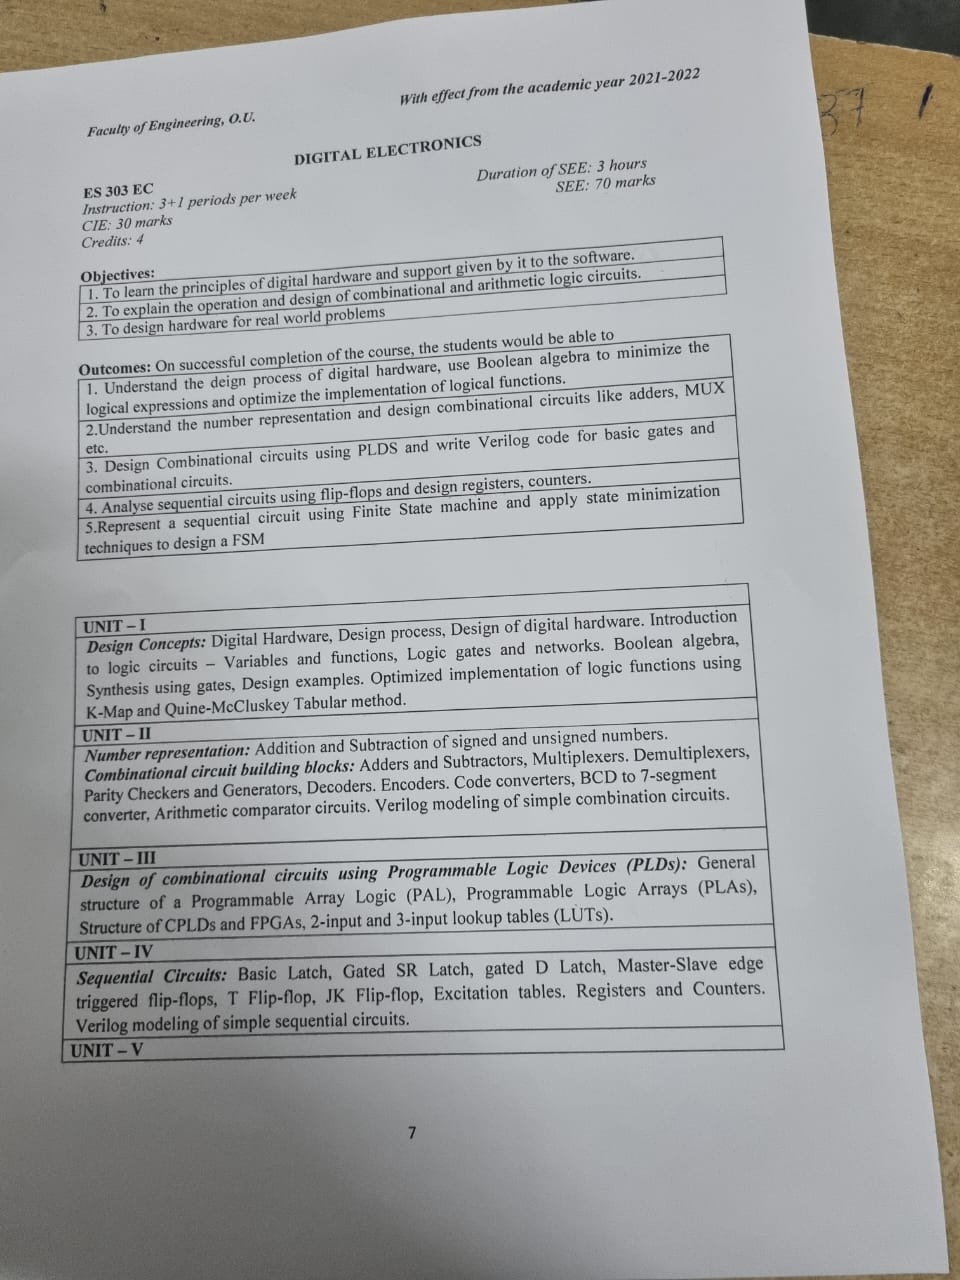 With effect from the academic year 2021-2022
Faculty of Engineering, O.U.
DIGITAL ELECTRONICS
ES 303 EC
Instruction: 3+1 periods per week
CIE: 30 marks
Credits: 4
Duration of SEE: 3 hours
SEE: 70 marks
Objectives:
1. To learn the principles of digital hardware and support given by it to the software.
2. To explain the operation and design of combinational and arithmetic logic circuits.
3. To design hardware for real world problems
Outcomes: On successful completion of the course, the students would be able to
1. Understand the deign process of digital hardware, use Boolean algebra to minimize the
logical expressions and optimize the implementation of logical functions.
2.Understand the number representation and design combinational circuits like adders, MUX
etc.
3. Design Combinational circuits using PLDS and write Verilog code for basic gates and
combinational circuits.
4. Analyse sequential circuits using flip-flops and design registers, counters.
5.Represent a sequential circuit using Finite State machine and apply state minimization
techniques to design a FSM
UNIT – I
Design Concepts: Digital Hardware, Design process, Design of digital hardware. Introduction
to logic circuits – Variables and functions, Logic gates and networks. Boolean algebra,
Synthesis using gates, Design examples. Optimized implementation of logic functions using
K-Map and Quine-McCluskey Tabular method.
UNIT – II
Number representation: Addition and Subtraction of signed and unsigned numbers.
Combinational circuit building blocks: Adders and Subtractors, Multiplexers. Demultiplexers,
Parity Checkers and Generators, Decoders. Encoders. Code converters, BCD to 7-segment
converter, Arithmetic comparator circuits. Verilog modeling of simple combination circuits.
UNIT – III
Design of combinational circuits using Programmable Logic Devices (PLDs): General
structure of a Programmable Array Logic (PAL), Programmable Logic Arrays (PLAs),
Structure of CPLDs and FPGAs, 2-input and 3-input lookup tables (LUTs).
UNIT – IV
Sequential Circuits: Basic Latch, Gated SR Latch, gated D Latch, Master-Slave edge
triggered flip-flops, T Flip-flop, JK Flip-flop, Excitation tables. Registers and Counters.
Verilog modeling of simple sequential circuits.
UNIT – V
7
37